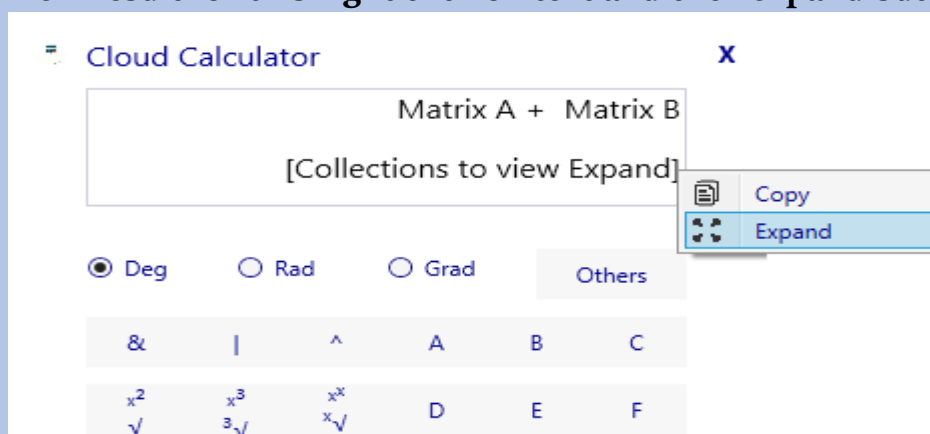 Cloud Calculator X
Matrix A + Matrix B
[Collections to view Expand]
Copy
Expand
Deg Rad Grad Others
& | ^ A B C
x² x³ xˣ D E F
√ ³√ ˣ√